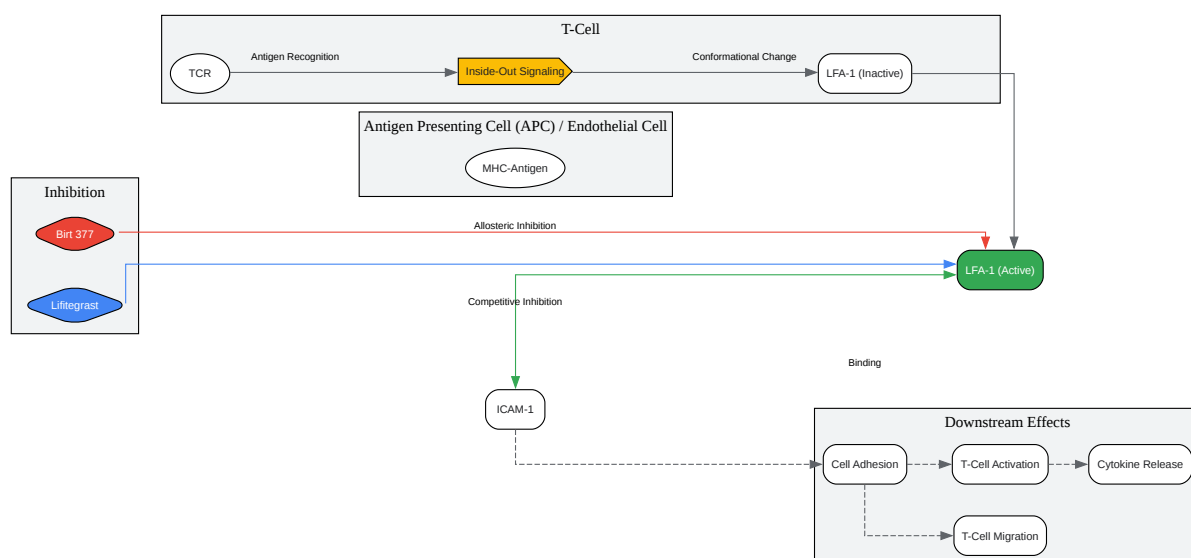 T-Cell
Antigen Recognition
Conformational Change
TCR
Inside-Out Signaling
LFA-1 (Inactive)
Antigen Presenting Cell (APC) / Endothelial Cell
MHC-Antigen
Inhibition
Birt 377
Allosteric Inhibition
LFA-1 (Active)
Lifitegrast
Competitive Inhibition
Binding
ICAM-1
Downstream Effects
Cell Adhesion
T-Cell Activation
Cytokine Release
T-Cell Migration